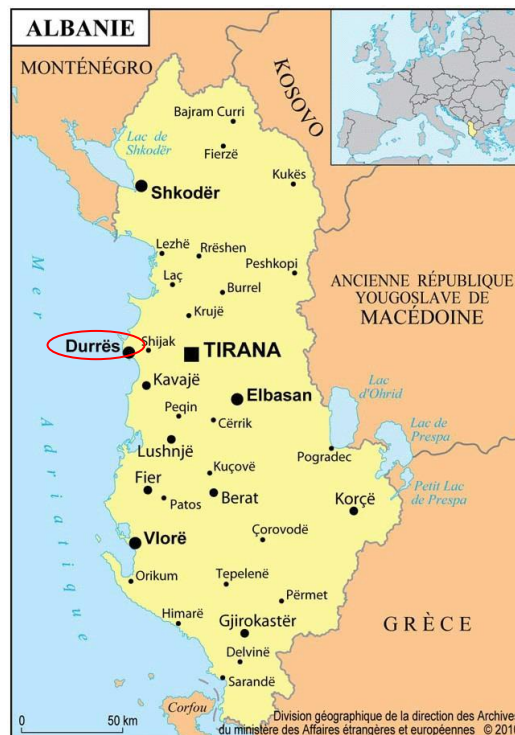 ALBANIE
MONTÉNÉGRO
KOSOVO
Bajram Curri
Lac de
Shkodër
Fierzë
Kukës
Shkodër
Lezhë
Rrëshen
Peshkopi
Laç
Burrel
ANCIENNE RÉPUBLIQUE
YOUGOSLAVE DE
MACÉDOINE
Krujë
Mer Adriatique
Durrës
Shijak
TIRANA
Kavajë
Elbasan
Lac
d'Ohrid
Peqin
Cërrik
Lac de
Prespa
Lushnjë
Pogradec
Kuçovë
Petit Lac
de Prespa
Fier
Patos
Berat
Korçë
Vlorë
Çorovodë
Orikum
Tepelenë
Përmet
Himarë
Gjirokastër
GRÈCE
Delvinë
Sarandë
Corfou
0 50 km
Division géographique de la direction des Archives
du ministère des Affaires étrangères et européennes © 2010